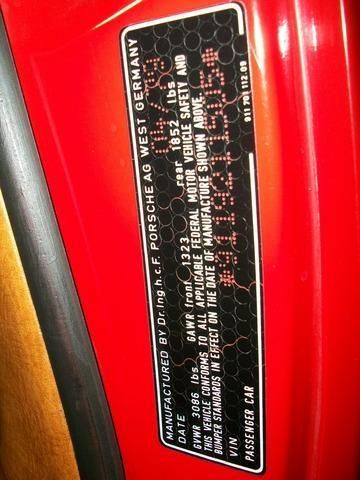 MANUFACTURED BY Dr.Ing.h.c.F. PORSCHE AG WEST GERMANY
DATE 04/79
GVWR 3086 lbs GAWR front 1323 rear 1852 lbs
THIS VEHICLE CONFORMS TO ALL APPLICABLE FEDERAL MOTOR VEHICLE SAFETY AND
BUMPER STANDARDS IN EFFECT ON THE DATE OF MANUFACTURE SHOWN ABOVE.
VIN
PASSENGER CAR
911 701 112 09